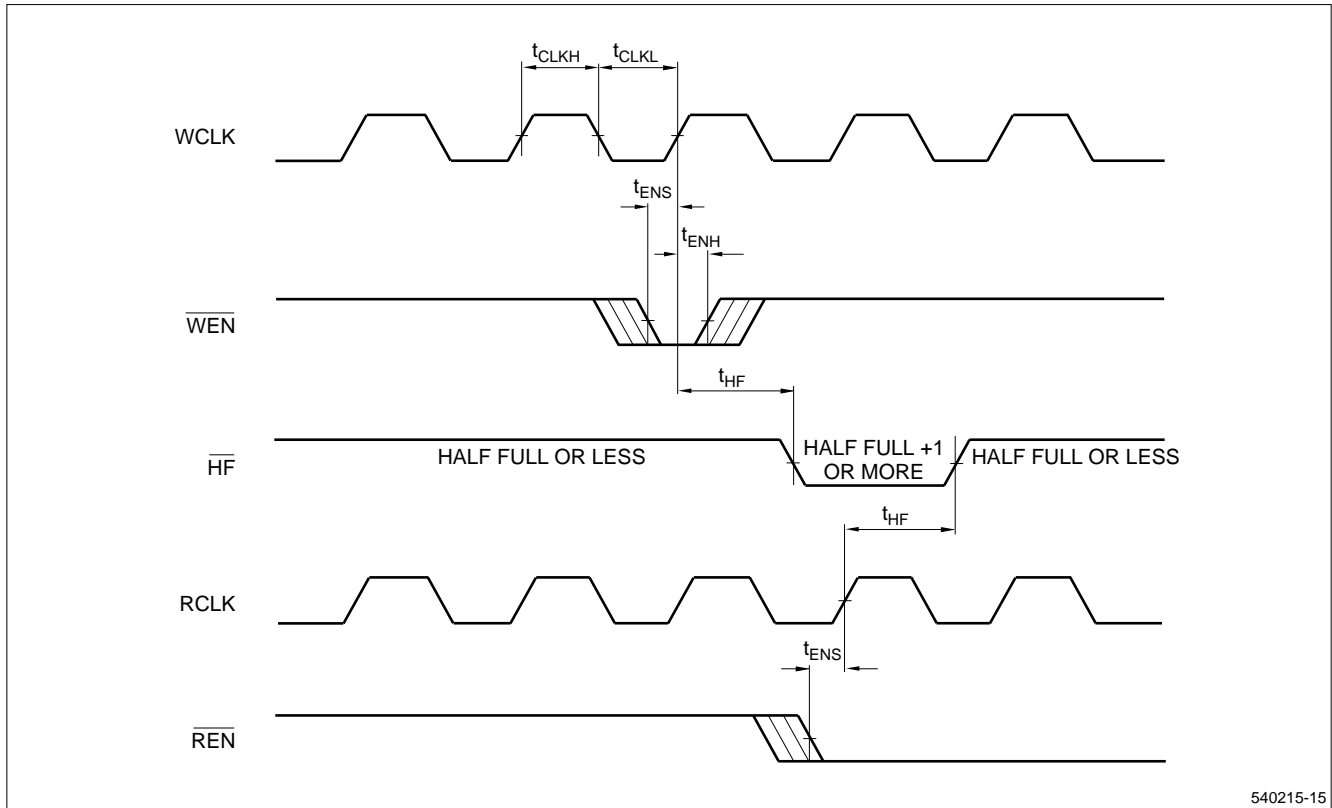 tCLKH
tCLKL
WCLK
tENS
tENH
WEN
tHF
HF
HALF FULL OR LESS
HALF FULL +1
OR MORE
HALF FULL OR LESS
tHF
RCLK
tENS
REN
540215-15